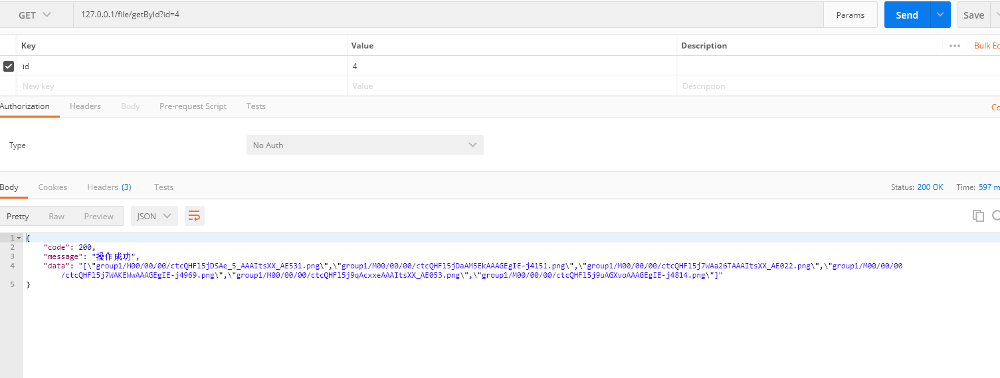 GET 127.0.0.1/file/getById?id=4 Params Send Save
Key Value Description Bulk Ec
id 4
New key Value Description
Authorization Headers Body Pre-request Script Tests Co
Type No Auth
Body Cookies Headers (3) Tests Status: 200 OK Time: 597 m
Pretty Raw Preview JSON
1 {
2 "code": 200,
3 "message": "操作成功",
4 "data": "[\"group1/M00/00/00/ctcQHFl5jDSAe_5_AAAItsXX_AE531.png\",\"group1/M00/00/00/ctcQHFl5jDaAM5EkAAAGEgIE-j4151.png\",\"group1/M00/00/00/ctcQHFl5j7WAa26TAAAItsXX_AE022.png\",\"group1/M00/00/00
/ctcQHFl5j7WAKEWwAAAGEgIE-j4969.png\",\"group1/M00/00/00/ctcQHFl5j9qAcxxeAAAItsXX_AE053.png\",\"group1/M00/00/00/ctcQHFl5j9uAGXvoAAAGEgIE-j4814.png\"]"
5 }